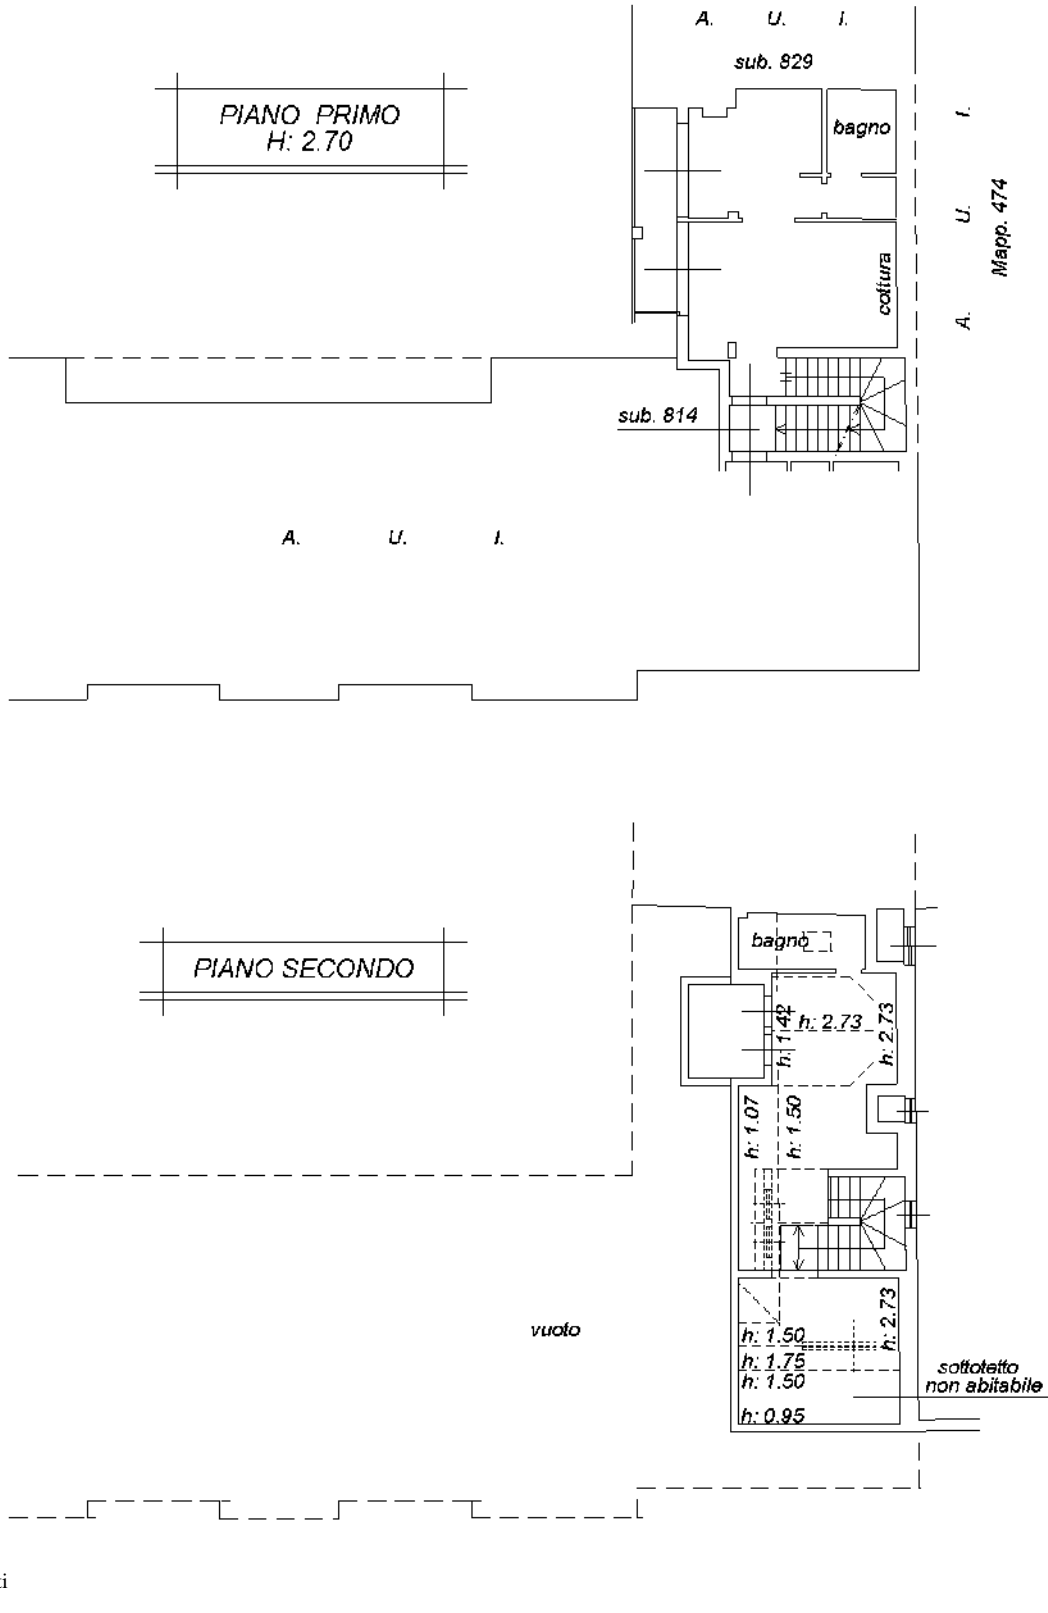 A. U. I.
sub. 829
PIANO PRIMO
H: 2.70
bagno
A. U. I.
Mapp. 474
cottura
sub. 814
A. U. I.
PIANO SECONDO
bagno
h: 1.42
h: 2.73
h: 2.73
h: 1.07
h: 1.50
vuoto
h: 2.73
h: 1.50
h: 1.75
h: 1.50
h: 0.95
sottotetto
non abitabile